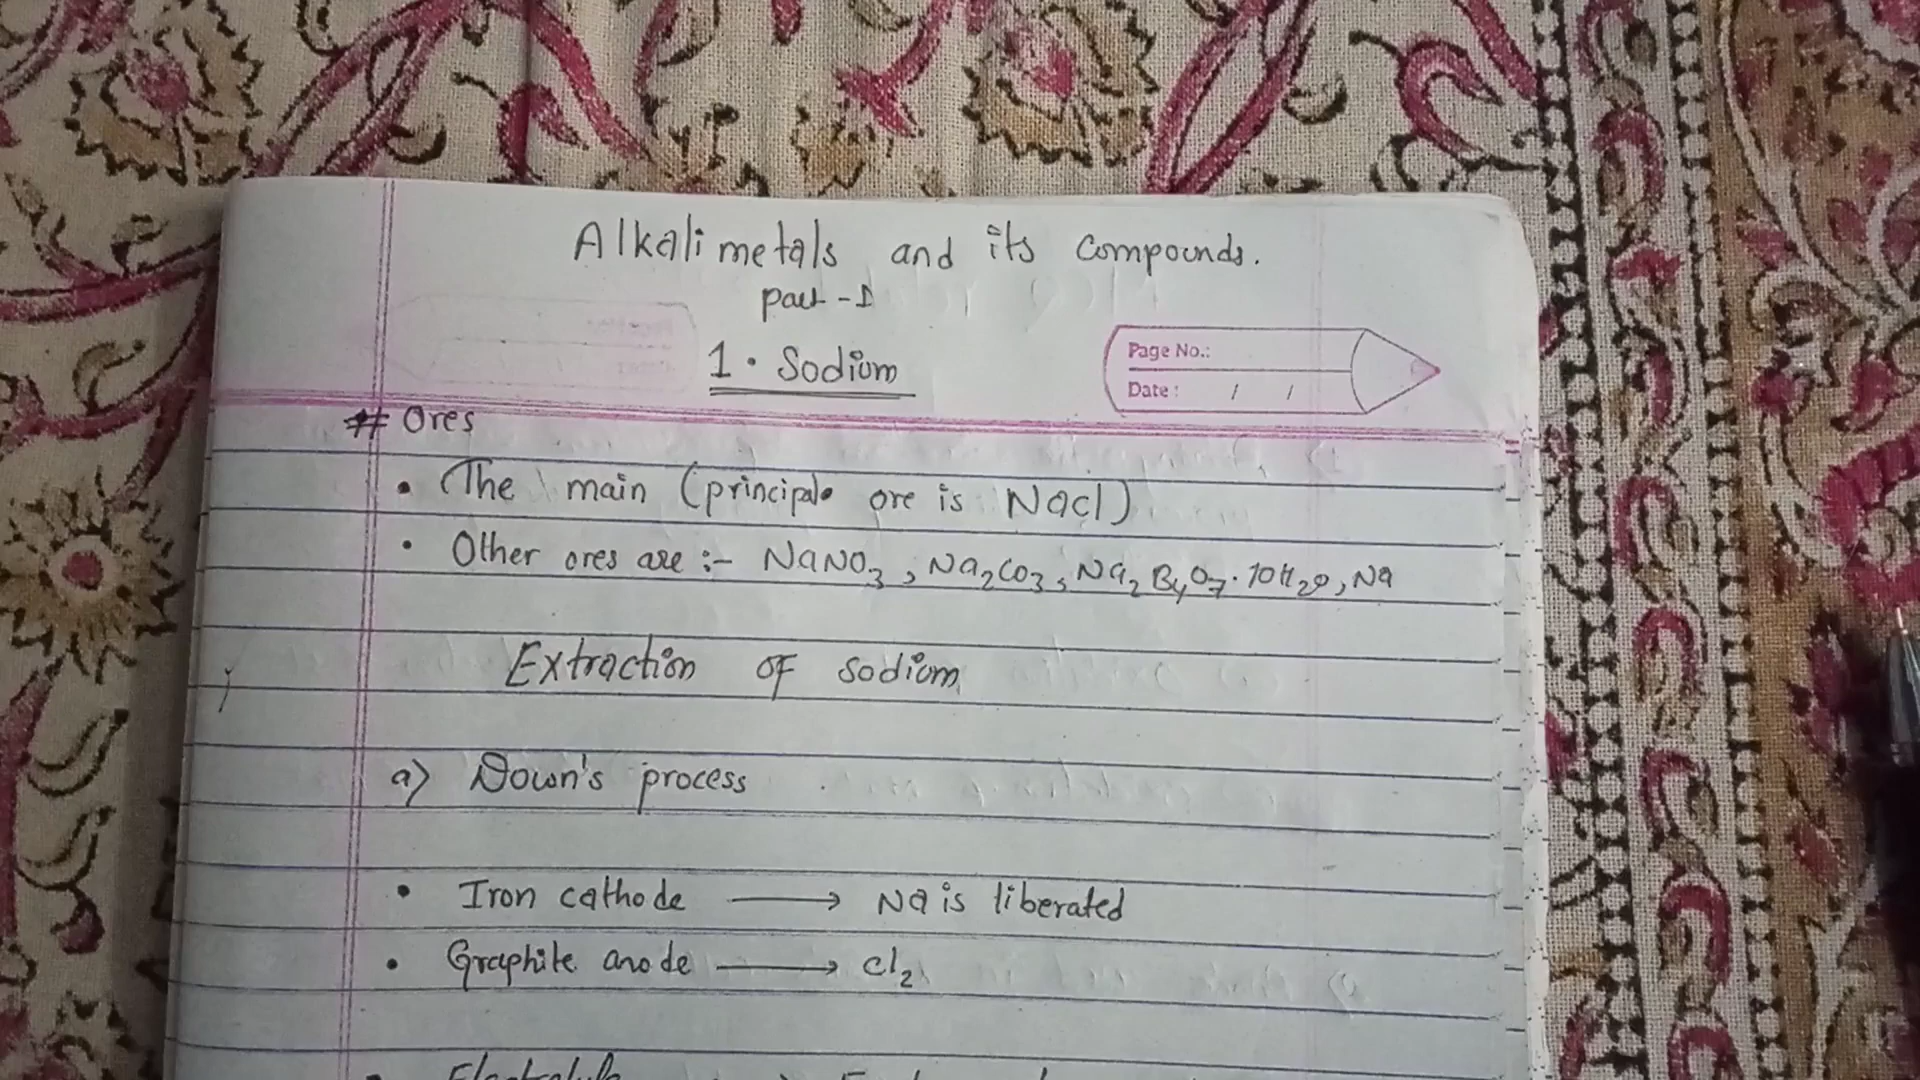 Alkali metals and its compounds.
part - I
1. Sodium
Page No.:
Date : / /
# Ores
• The main (principale ore is NaCl)
• Other ores are :- NaNO3, Na2CO3, Na2B4O7.10H2O, Na
Extraction of sodium
a) Down's process
• Iron cathode → Na is liberated
• Graphite anode → Cl2